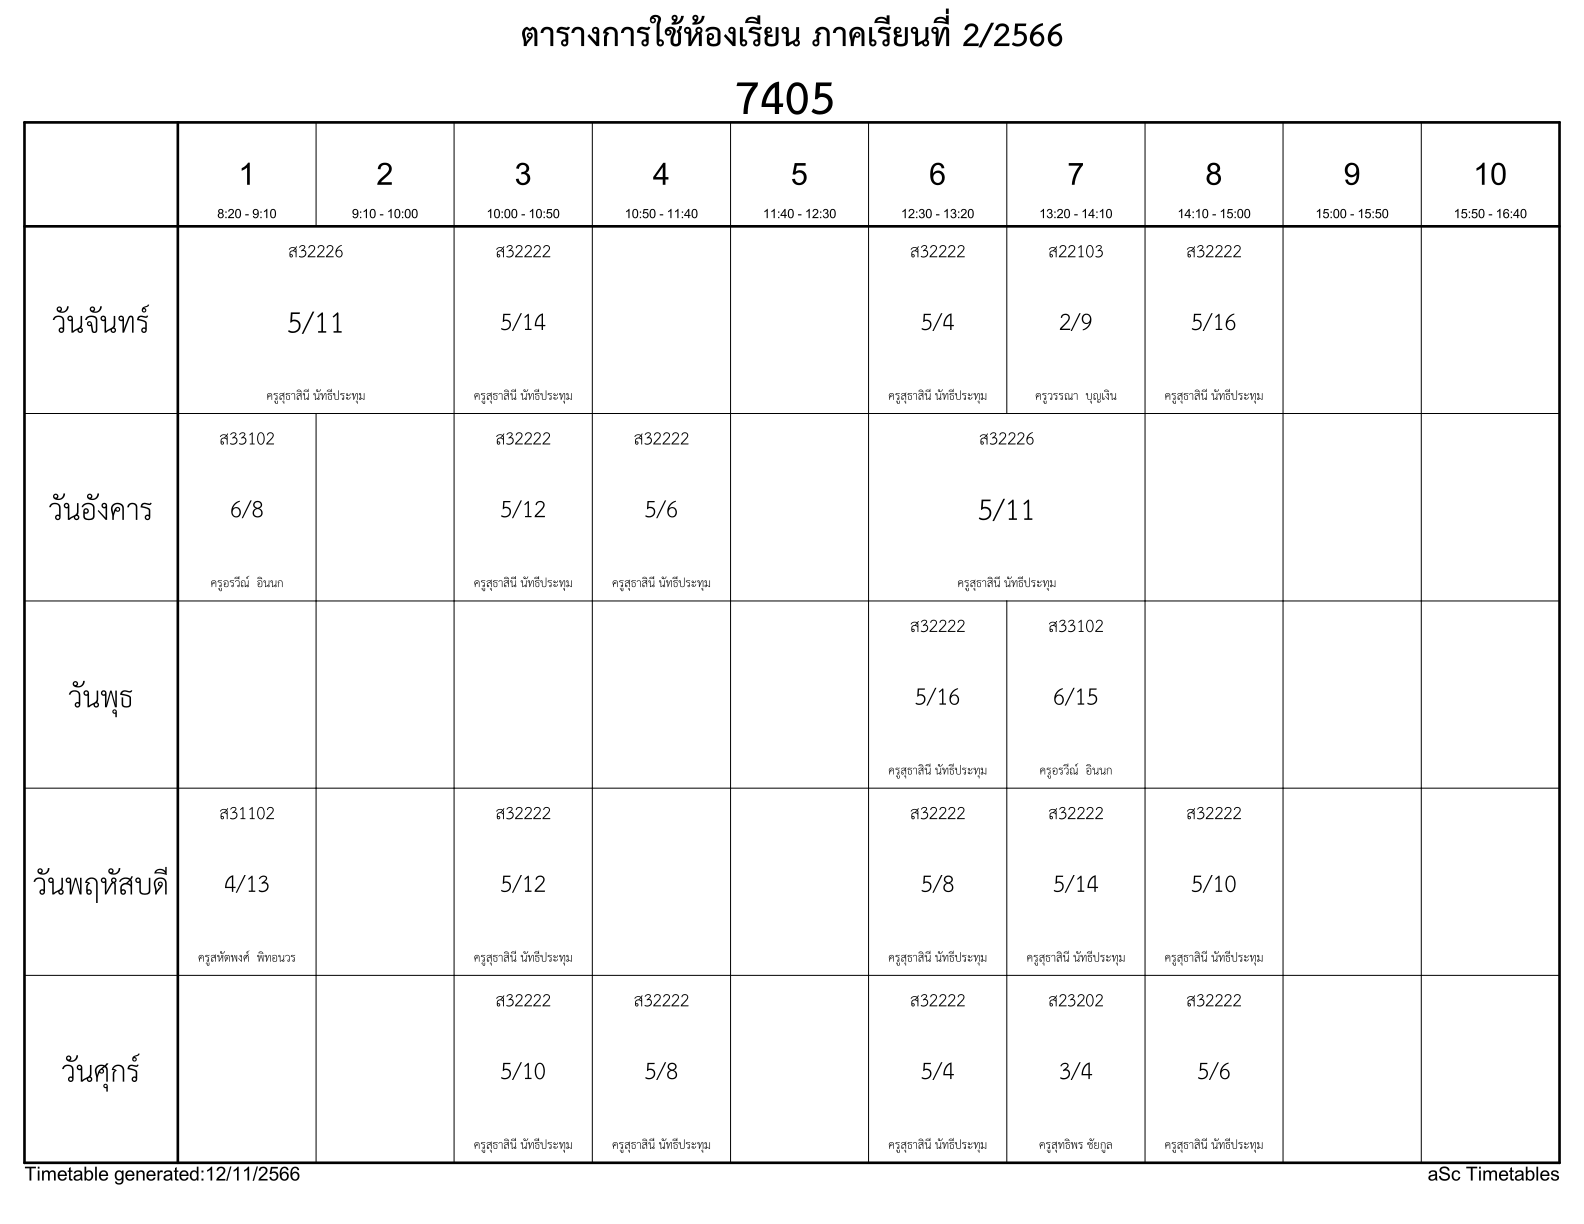 ตารางการใช้ห้องเรียน ภาคเรียนที่ 2/2566
7405
1 2 3 4 5 6 7 8 9 10
8:20 - 9:10 9:10 - 10:00 10:00 - 10:50 10:50 - 11:40 11:40 - 12:30 12:30 - 13:20 13:20 - 14:10 14:10 - 15:00 15:00 - 15:50 15:50 - 16:40
ส32226 ส32222 ส32222 ส22103 ส32222
วันจันทร์ 5/11 5/14 5/4 2/9 5/16
ครูสุธาสินี นัทธีประทุม ครูสุธาสินี นัทธีประทุม ครูสุธาสินี นัทธีประทุม ครูวรรณา บุญเงิน ครูสุธาสินี นัทธีประทุม
ส33102 ส32222 ส32222 ส32226
วันอังคาร 6/8 5/12 5/6 5/11
ครูอรวีณ์ อินนก ครูสุธาสินี นัทธีประทุม ครูสุธาสินี นัทธีประทุม ครูสุธาสินี นัทธีประทุม
ส32222 ส33102
วันพุธ 5/16 6/15
ครูสุธาสินี นัทธีประทุม ครูอรวีณ์ อินนก
ส31102 ส32222 ส32222 ส32222 ส32222
วันพฤหัสบดี 4/13 5/12 5/8 5/14 5/10
ครูสหัตพงศ์ พิทอนวร ครูสุธาสินี นัทธีประทุม ครูสุธาสินี นัทธีประทุม ครูสุธาสินี นัทธีประทุม ครูสุธาสินี นัทธีประทุม
ส32222 ส32222 ส32222 ส23202 ส32222
วันศุกร์ 5/10 5/8 5/4 3/4 5/6
ครูสุธาสินี นัทธีประทุม ครูสุธาสินี นัทธีประทุม ครูสุธาสินี นัทธีประทุม ครูสุทธิพร ชัยกูล ครูสุธาสินี นัทธีประทุม
Timetable generated:12/11/2566 aSc Timetables